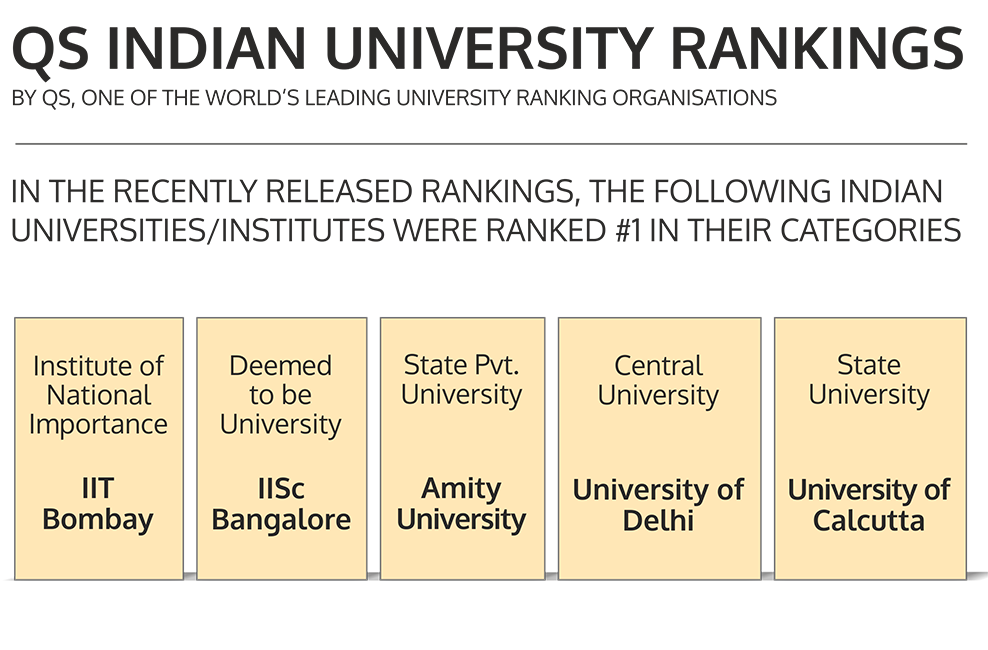 QS INDIAN UNIVERSITY RANKINGS
BY QS, ONE OF THE WORLD'S LEADING UNIVERSITY RANKING ORGANISATIONS
IN THE RECENTLY RELEASED RANKINGS, THE FOLLOWING INDIAN
UNIVERSITIES/INSTITUTES WERE RANKED #1 IN THEIR CATEGORIES
Institute of
National
Importance
IIT
Bombay
Deemed
to be
University
IISc
Bangalore
State Pvt.
University
Amity
University
Central
University
University of
Delhi
State
University
University of
Calcutta